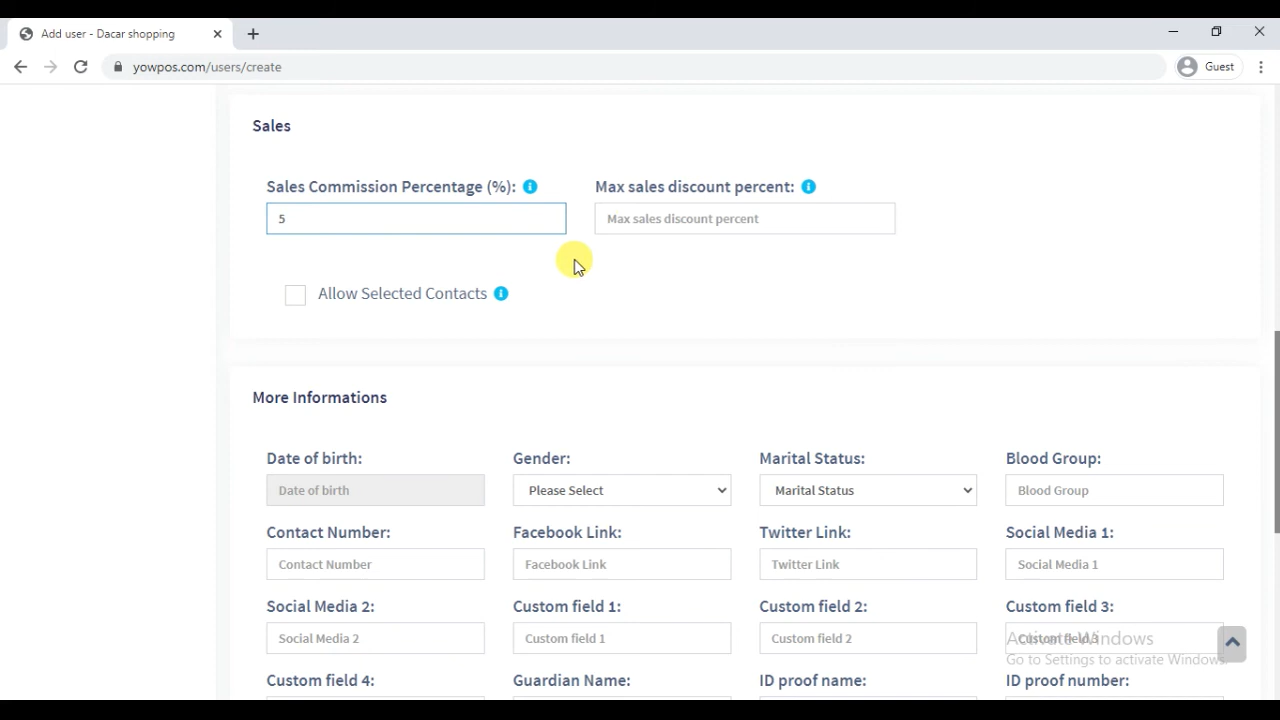 Add user - Dacar shopping
yowpos.com/users/create
Guest
Sales
Sales Commission Percentage (%): Max sales discount percent:
5 Max sales discount percent
Allow Selected Contacts
More Informations
Date of birth: Gender: Marital Status: Blood Group:
Date of birth Please Select Marital Status Blood Group
Contact Number: Facebook Link: Twitter Link: Social Media 1:
Contact Number Facebook Link Twitter Link Social Media 1
Social Media 2: Custom field 1: Custom field 2: Custom field 3:
Social Media 2 Custom field 1 Custom field 2 Custom field 3
Activate Windows
Go to Settings to activate Windows.
Custom field 4: Guardian Name: ID proof name: ID proof number: